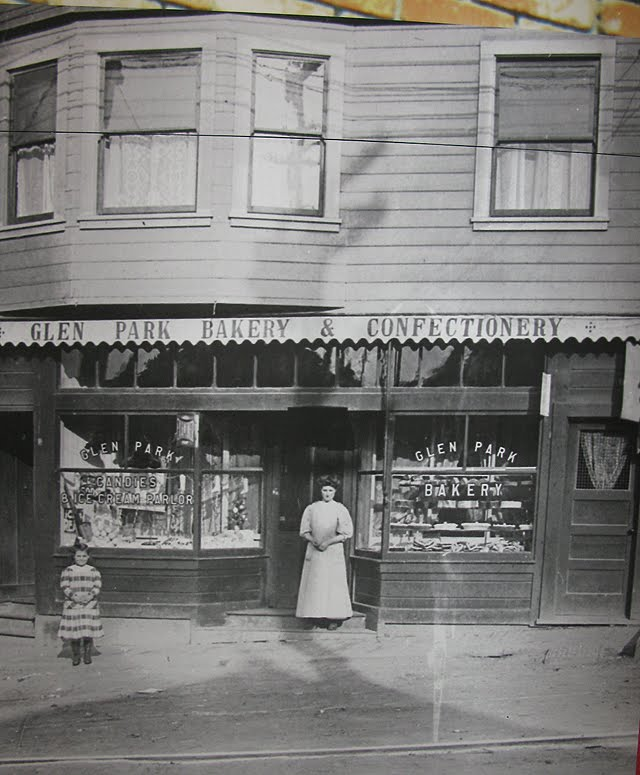 GLEN PARK BAKERY & CONFECTIONERY
GLEN PARK
CANDIES
& ICE CREAM PARLOR
GLEN PARK
BAKERY